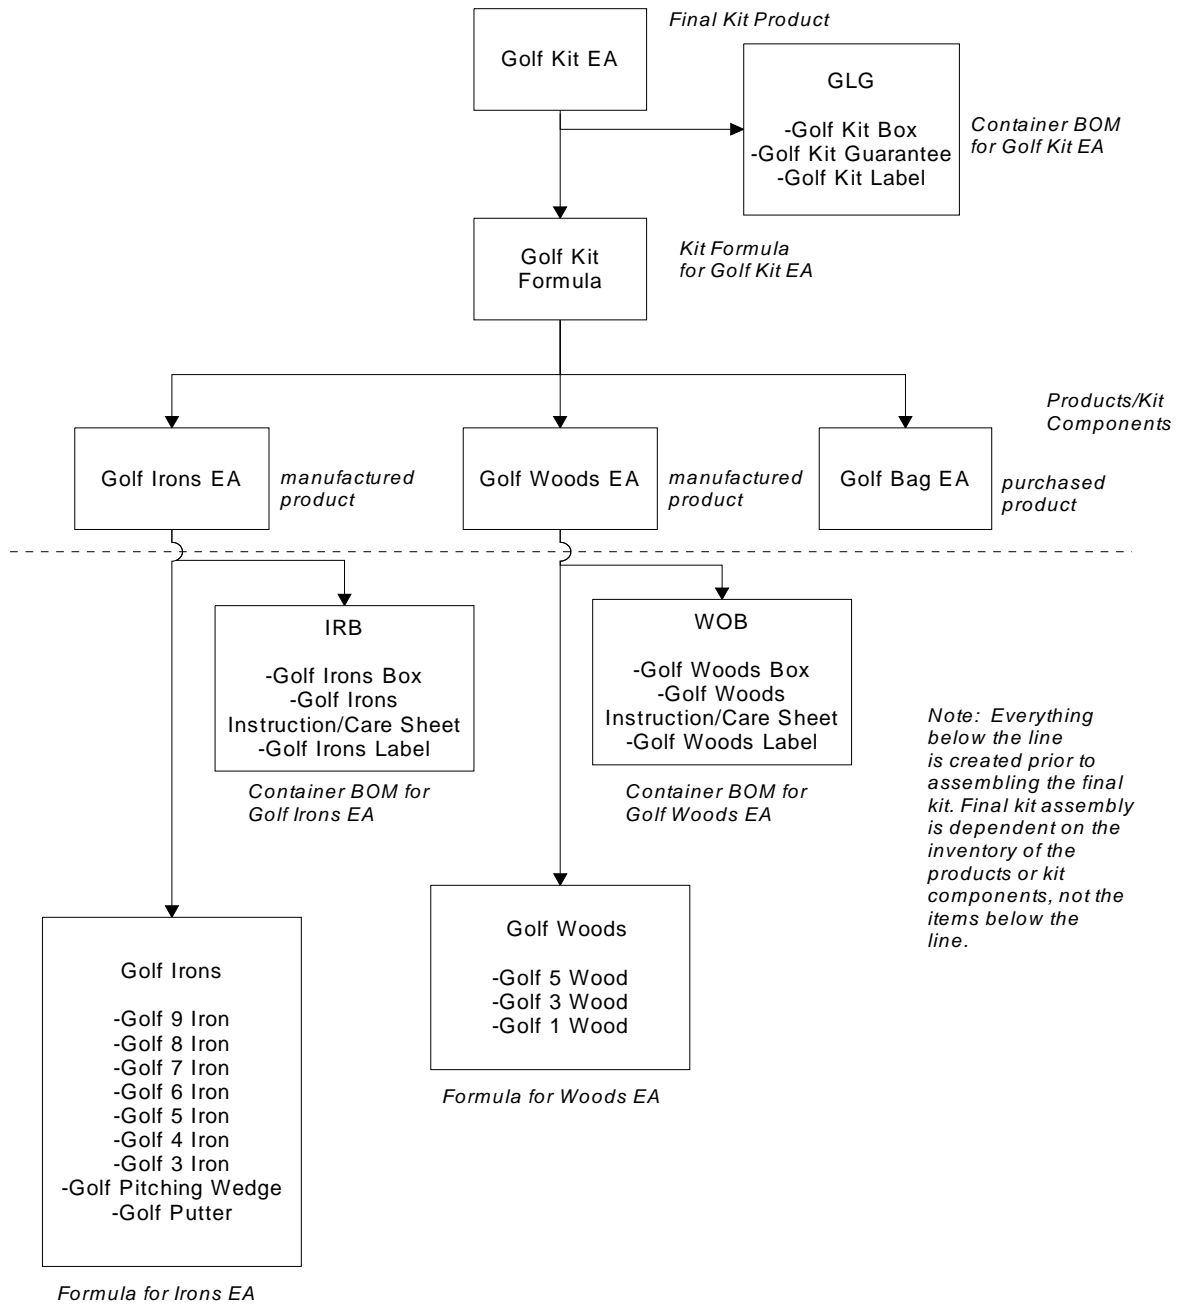 Final Kit Product
Golf Kit EA
GLG
-Golf Kit Box
-Golf Kit Guarantee
-Golf Kit Label
Container BOM
for Golf Kit EA
Golf Kit
Formula
Kit Formula
for Golf Kit EA
Products/Kit
Components
Golf Irons EA
manufactured
product
Golf Woods EA
manufactured
product
Golf Bag EA
purchased
product
IRB
-Golf Irons Box
-Golf Irons
Instruction/Care Sheet
-Golf Irons Label
Container BOM for
Golf Irons EA
WOB
-Golf Woods Box
-Golf Woods
Instruction/Care Sheet
-Golf Woods Label
Container BOM for
Golf Woods EA
Note: Everything
below the line
is created prior to
assembling the final
kit. Final kit assembly
is dependent on the
inventory of the
products or kit
components, not the
items below the
line.
Golf Woods
-Golf 5 Wood
-Golf 3 Wood
-Golf 1 Wood
Formula for Woods EA
Golf Irons
-Golf 9 Iron
-Golf 8 Iron
-Golf 7 Iron
-Golf 6 Iron
-Golf 5 Iron
-Golf 4 Iron
-Golf 3 Iron
-Golf Pitching Wedge
-Golf Putter
Formula for Irons EA